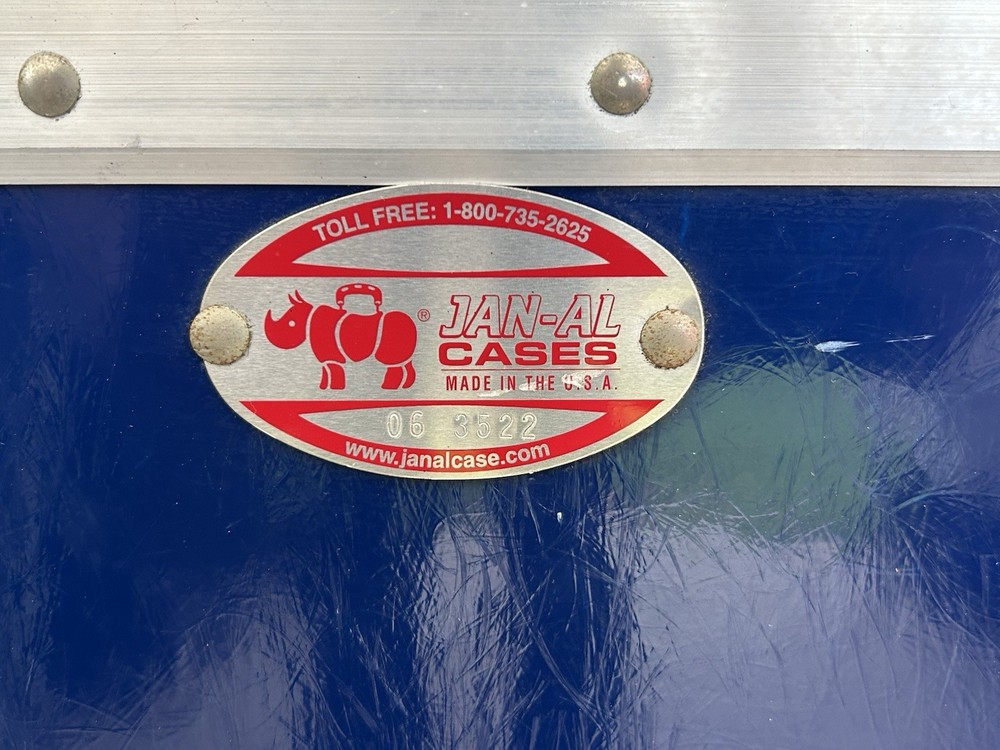 TOLL FREE: 1-800-735-2625
®
JAN-AL
CASES
MADE IN THE U.S.A.
06 3522
www.janalcase.com